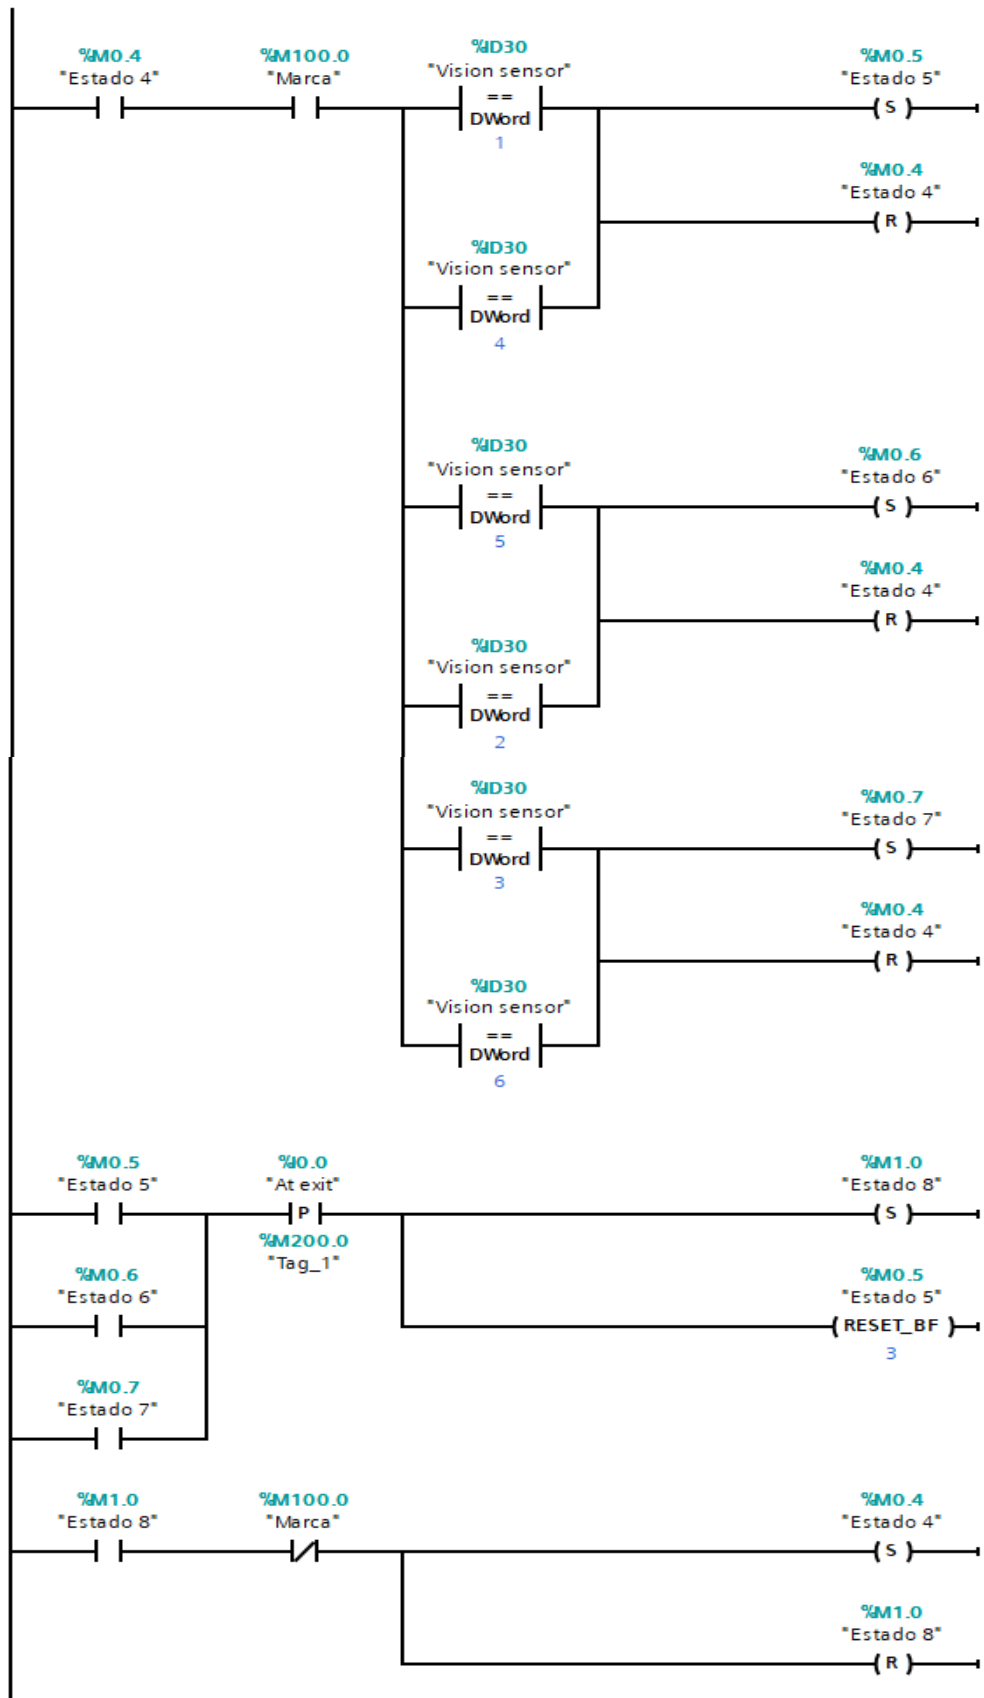 %M0.4 %M100.0 %ID30 %M0.5
"Estado 4" "Marca" "Vision sensor" "Estado 5"
== S
DWord
1
%M0.4
"Estado 4"
R
%ID30
"Vision sensor"
==
DWord
4
%ID30 %M0.6
"Vision sensor" "Estado 6"
== S
DWord
5
%M0.4
"Estado 4"
R
%ID30
"Vision sensor"
==
DWord
2
%ID30 %M0.7
"Vision sensor" "Estado 7"
== S
DWord
3
%M0.4
"Estado 4"
R
%ID30
"Vision sensor"
==
DWord
6
%M0.5 %I0.0 %M1.0
"Estado 5" "At exit" "Estado 8"
P S
%M200.0
"Tag_1"
%M0.6 %M0.5
"Estado 6" "Estado 5"
RESET_BF
3
%M0.7
"Estado 7"
%M1.0 %M100.0 %M0.4
"Estado 8" "Marca" "Estado 4"
S
%M1.0
"Estado 8"
R